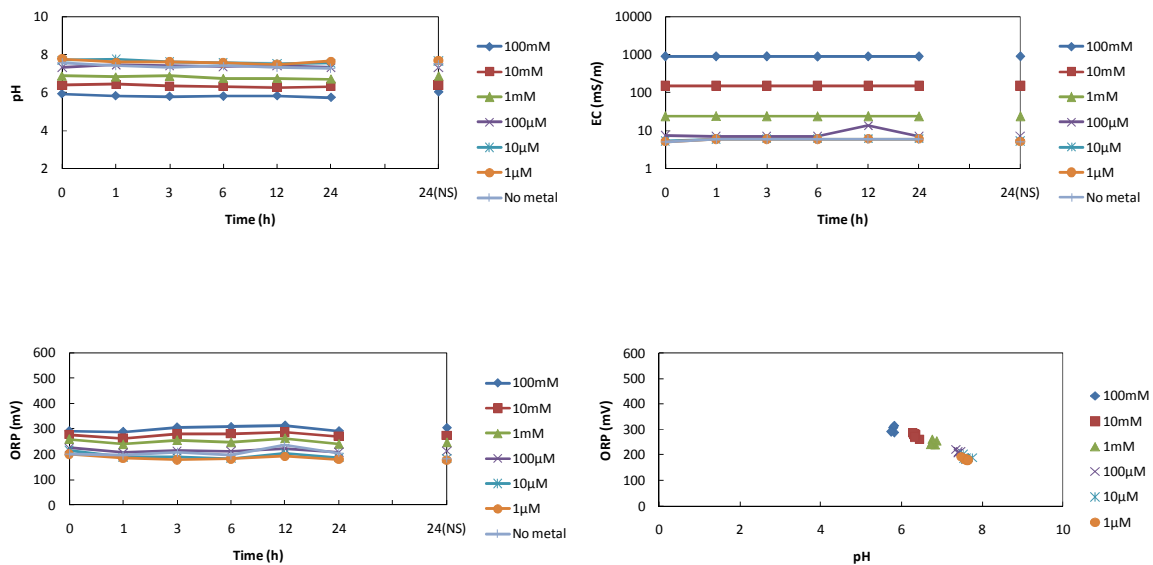 10
8
6
4
2
pH
0
1
3
6
12
24
24(NS)
Time (h)
100mM
10mM
1mM
100μM
10μM
1μM
No metal
10000
1000
100
10
1
EC (mS/ m)
0
1
3
6
12
24
24(NS)
Time (h)
100mM
10mM
1mM
100μM
10μM
1μM
No metal
600
500
400
300
200
100
0
ORP (mV)
0
1
3
6
12
24
24(NS)
Time (h)
100mM
10mM
1mM
100μM
10μM
1μM
No metal
600
500
400
300
200
100
0
ORP (mV)
0
2
4
6
8
10
pH
100mM
10mM
1mM
100μM
10μM
1μM